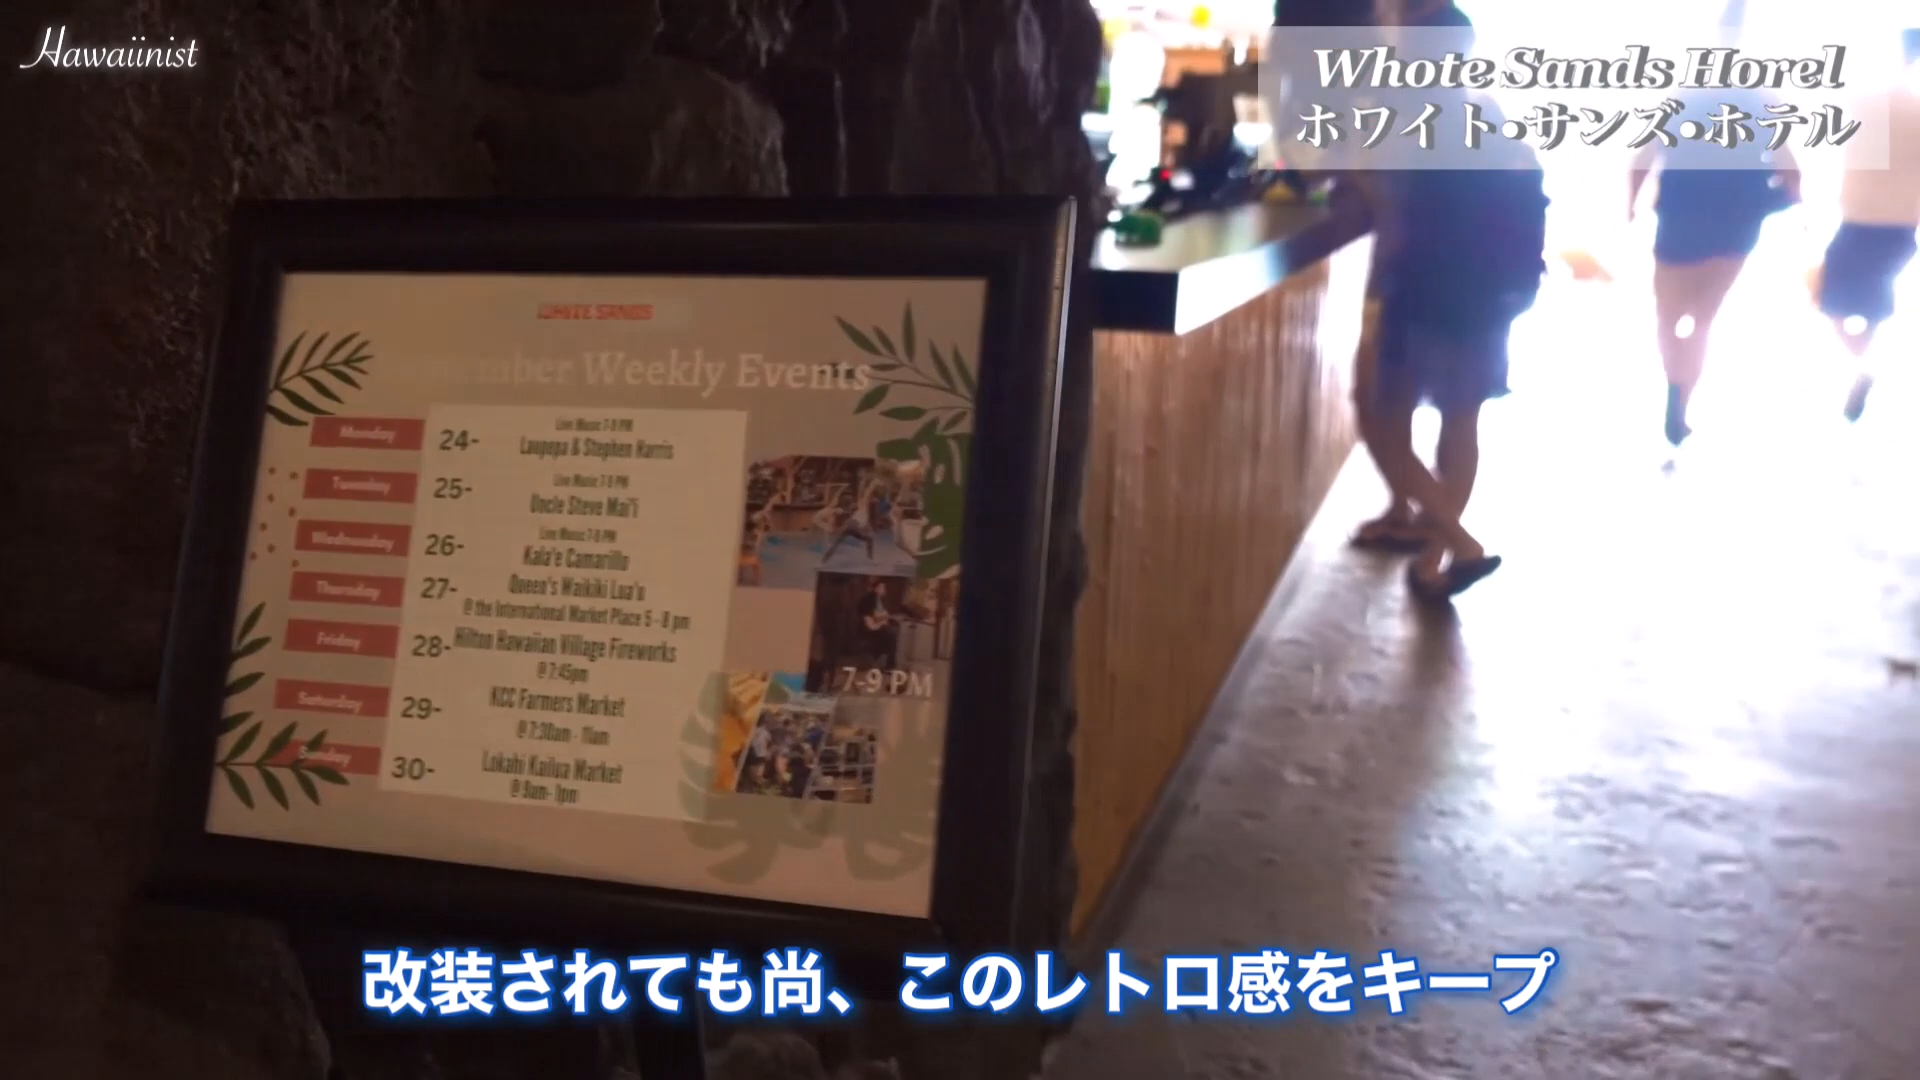 Hawaiinist
Whote Sands Horel
ホワイト・サンズ・ホテル
WHITE SANDS
Weekly Events
Monday
24-
Live Music 7-9 PM
Laupepa & Stephen Harris
Tuesday
25-
Live Music 7-9 PM
Uncle Steve Mai'i
Wednesday
26-
Live Music 7-9 PM
Kala'e Camarillo
Thursday
27-
Queen's Waikiki Lua'u
@ the International Market Place 5 - 8 pm
Friday
28-
Hilton Hawaiian Village Fireworks
@ 7:45pm
Saturday
29-
KCC Farmers Market
@ 7:30am - 11am
Sunday
30-
Lokahi Kailua Market
@ 9am- 1pm
7-9 PM
改装されても尚、このレトロ感をキープ